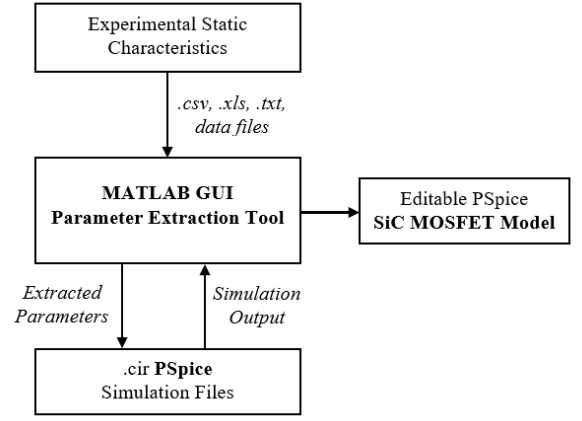 Experimental Static
Characteristics
.csv, .xls, .txt,
data files
MATLAB GUI
Parameter Extraction Tool
Editable PSpice
SiC MOSFET Model
Extracted
Parameters
Simulation
Output
.cir PSpice
Simulation Files